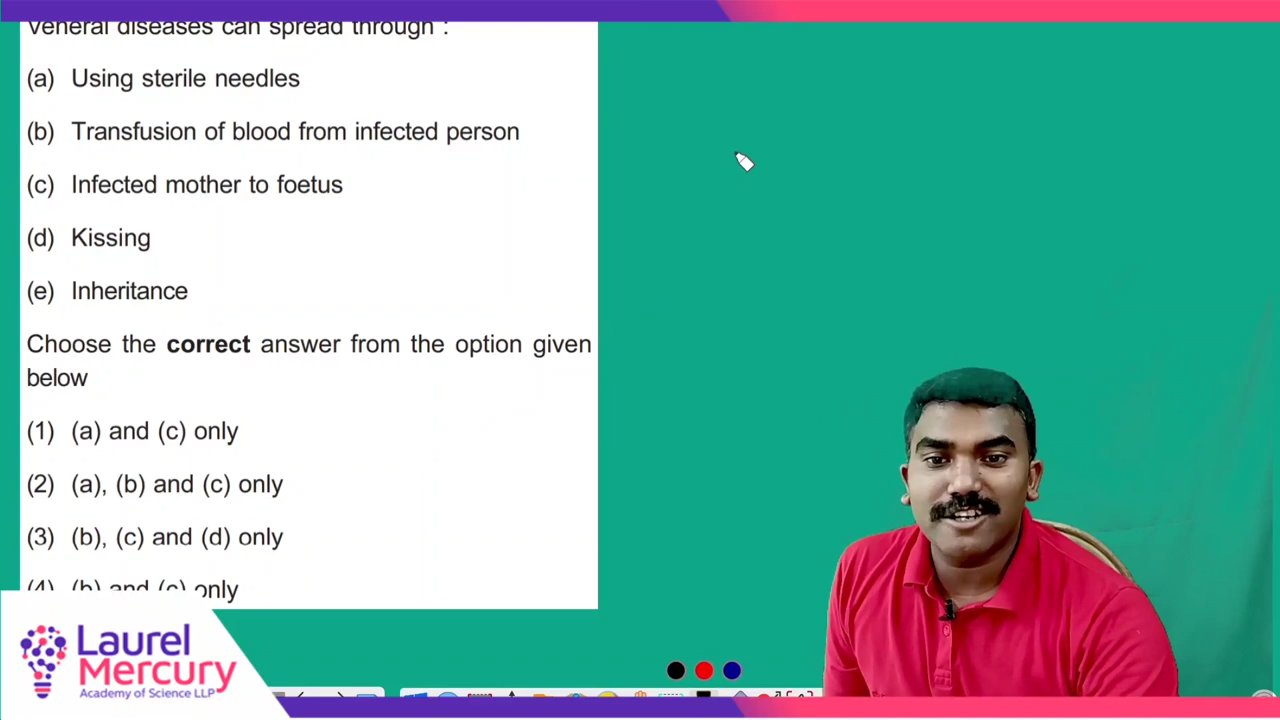 Veneral diseases can spread through :
(a) Using sterile needles
(b) Transfusion of blood from infected person
(c) Infected mother to foetus
(d) Kissing
(e) Inheritance
Choose the correct answer from the option given
below
(1) (a) and (c) only
(2) (a), (b) and (c) only
(3) (b), (c) and (d) only
(4) (b) and (c) only
Laurel
Mercury
Academy of Science LLP